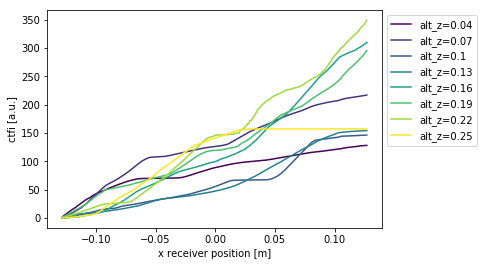 350
300
250
200
150
100
50
0
ctfi [a.u.]
−0.10
−0.05
0.00
0.05
0.10
x receiver position [m]
alt_z=0.04
alt_z=0.07
alt_z=0.1
alt_z=0.13
alt_z=0.16
alt_z=0.19
alt_z=0.22
alt_z=0.25